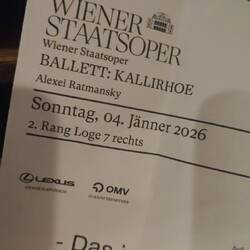 WIENER
STAATSOPER
Wiener Staatsoper
BALLETT: KALLIRHOE
Alexei Ratmansky
Sonntag, 04. Jänner 2026
2. Rang Loge 7 rechts
LEXUS
OMV
- Das i